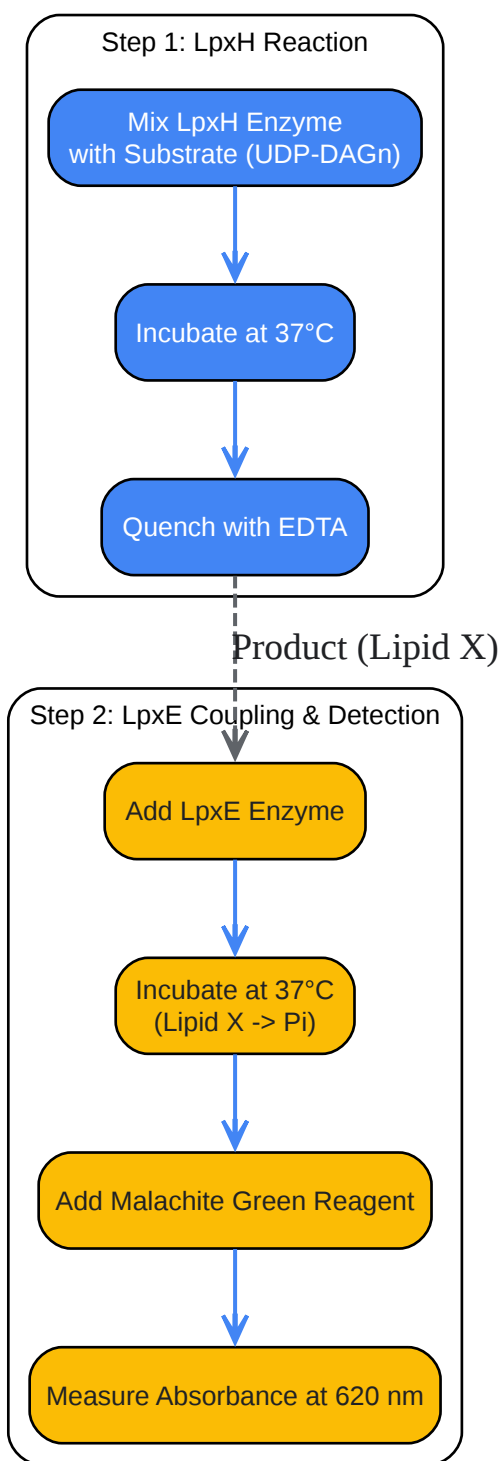 Step 1: LpxH Reaction
Mix LpxH Enzyme
with Substrate (UDP-DAGn)
Incubate at 37°C
Quench with EDTA
Product (Lipid X)
Step 2: LpxE Coupling & Detection
Add LpxE Enzyme
Incubate at 37°C
(Lipid X -> Pi)
Add Malachite Green Reagent
Measure Absorbance at 620 nm